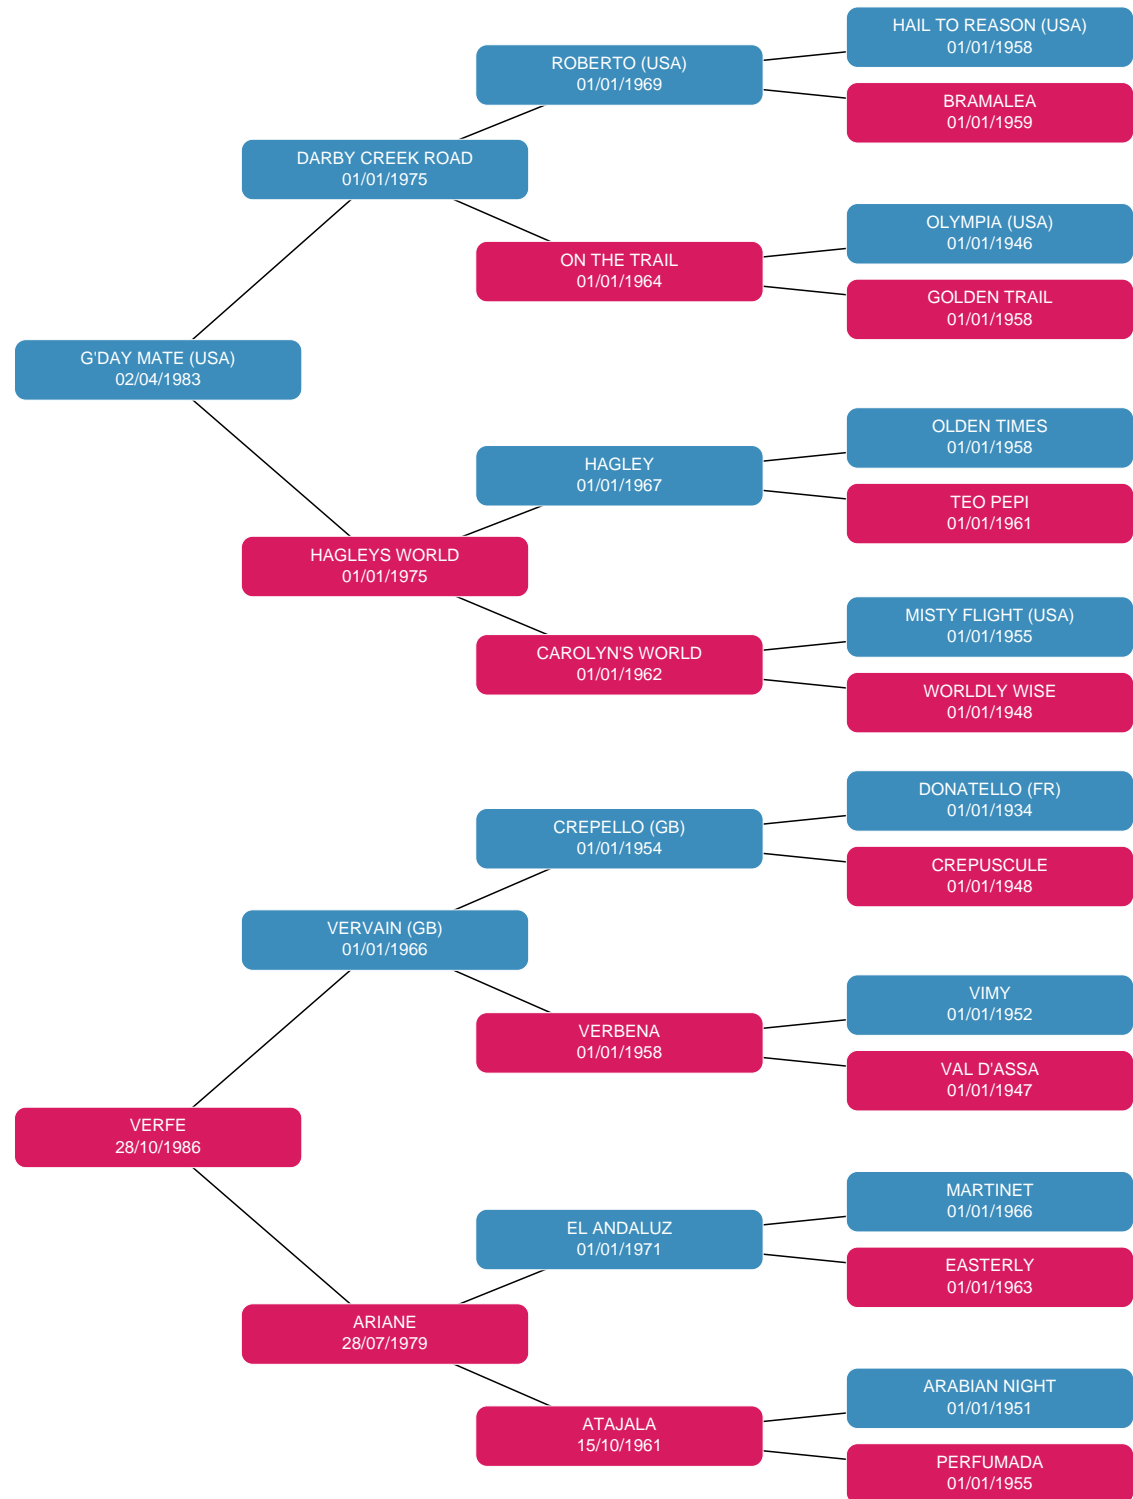 HAIL TO REASON (USA)
01/01/1958
ROBERTO (USA)
01/01/1969
BRAMALEA
01/01/1959
DARBY CREEK ROAD
01/01/1975
OLYMPIA (USA)
01/01/1946
ON THE TRAIL
01/01/1964
GOLDEN TRAIL
01/01/1958
G'DAY MATE (USA)
02/04/1983
OLDEN TIMES
01/01/1958
HAGLEY
01/01/1967
TEO PEPI
01/01/1961
HAGLEYS WORLD
01/01/1975
MISTY FLIGHT (USA)
01/01/1955
CAROLYN'S WORLD
01/01/1962
WORLDLY WISE
01/01/1948
DONATELLO (FR)
01/01/1934
CREPELLO (GB)
01/01/1954
CREPUSCULE
01/01/1948
VERVAIN (GB)
01/01/1966
VIMY
01/01/1952
VERBENA
01/01/1958
VAL D'ASSA
01/01/1947
VERFE
28/10/1986
MARTINET
01/01/1966
EL ANDALUZ
01/01/1971
EASTERLY
01/01/1963
ARIANE
28/07/1979
ARABIAN NIGHT
01/01/1951
ATAJALA
15/10/1961
PERFUMADA
01/01/1955